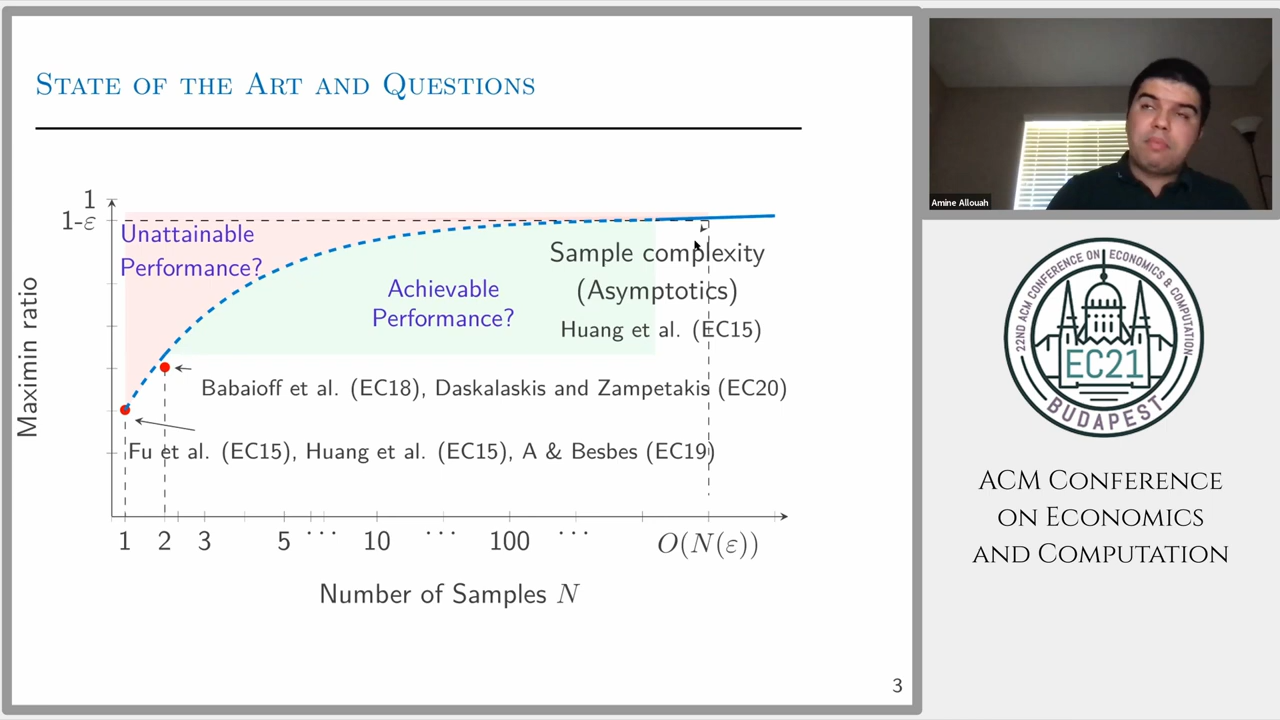 State of the Art and Questions
1
1-ε
Unattainable
Performance?
Achievable
Performance?
Sample complexity
(Asymptotics)
Huang et al. (EC15)
Babaioff et al. (EC18), Daskalaskis and Zampetakis (EC20)
Fu et al. (EC15), Huang et al. (EC15), A & Besbes (EC19)
Maximin ratio
1 2 3 5 ... 10 ... 100 ... O(N(ε))
Number of Samples N
3
Amine Allouah
22ND ACM CONFERENCE ON ECONOMICS & COMPUTATION
EC21
BUDAPEST
ACM Conference
on Economics
and Computation